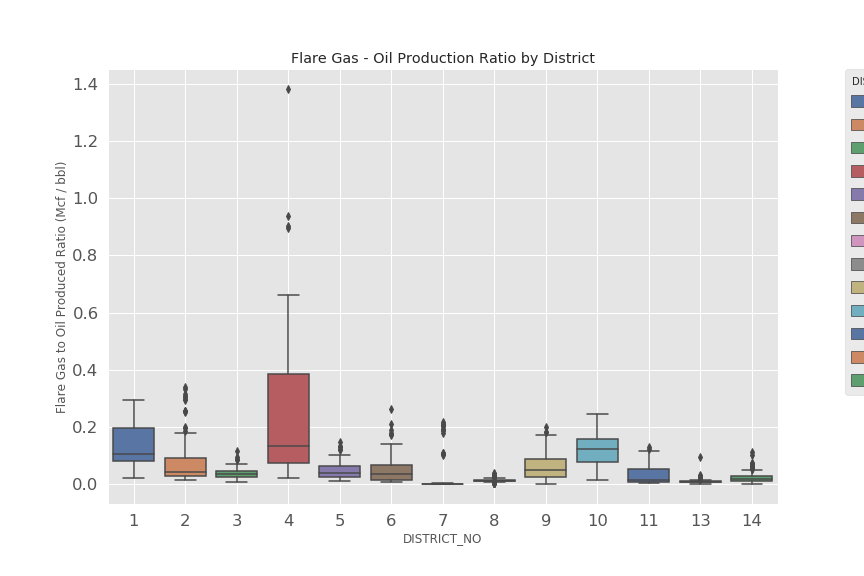 Flare Gas - Oil Production Ratio by District
1.4
1.2
1.0
0.8
0.6
0.4
0.2
0.0
Flare Gas to Oil Produced Ratio (Mcf / bbl)
1 2 3 4 5 6 7 8 9 10 11 13 14
DISTRICT_NO